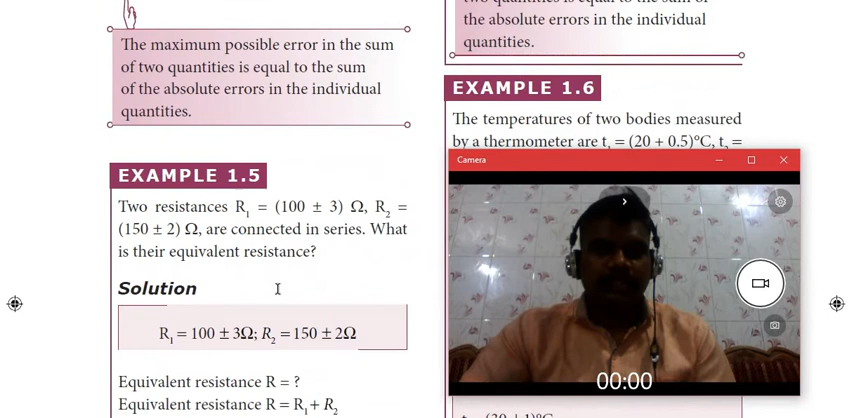 The maximum possible error in the sum
of two quantities is equal to the sum
of the absolute errors in the individual
quantities.
EXAMPLE 1.5
Two resistances R₁ = (100 ± 3) Ω, R₂ =
(150 ± 2) Ω, are connected in series. What
is their equivalent resistance?
Solution
R₁ = 100 ± 3Ω; R₂ = 150 ± 2Ω
Equivalent resistance R = ?
Equivalent resistance R = R₁ + R₂
the absolute errors in the individual
quantities.
EXAMPLE 1.6
The temperatures of two bodies measured
by a thermometer are t₁ = (20 + 0.5)°C, t₂ =
Camera
00:00